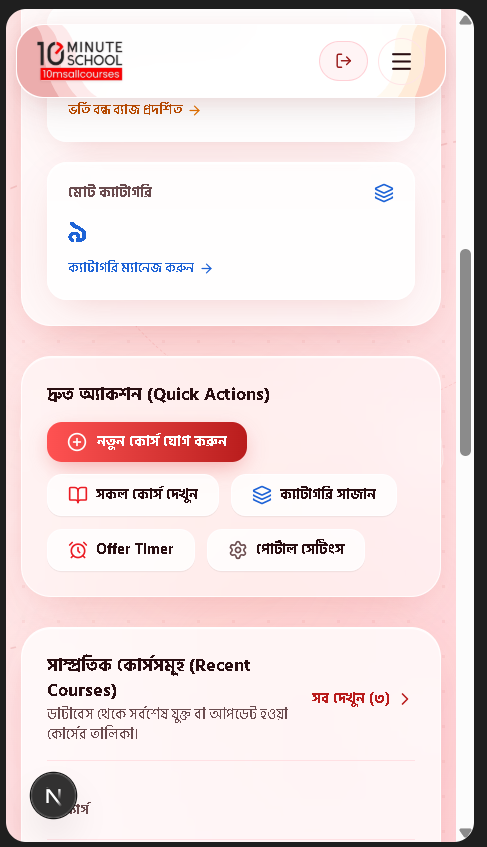 10 MINUTE SCHOOL
10msallcourses
ভর্তি বন্ধ ব্যাজ প্রদর্শিত →
মোট ক্যাটাগরি
৯
ক্যাটাগরি ম্যানেজ করুন →
দ্রুত অ্যাকশন (Quick Actions)
নতুন কোর্স যোগ করুন
সকল কোর্স দেখুন
ক্যাটাগরি সাজান
Offer Timer
পোর্টাল সেটিংস
সাম্প্রতিক কোর্সসমূহ (Recent
Courses)
সব দেখুন (৩)
ডাটাবেস থেকে সর্বশেষ যুক্ত বা আপডেট হওয়া
কোর্সের তালিকা।
N